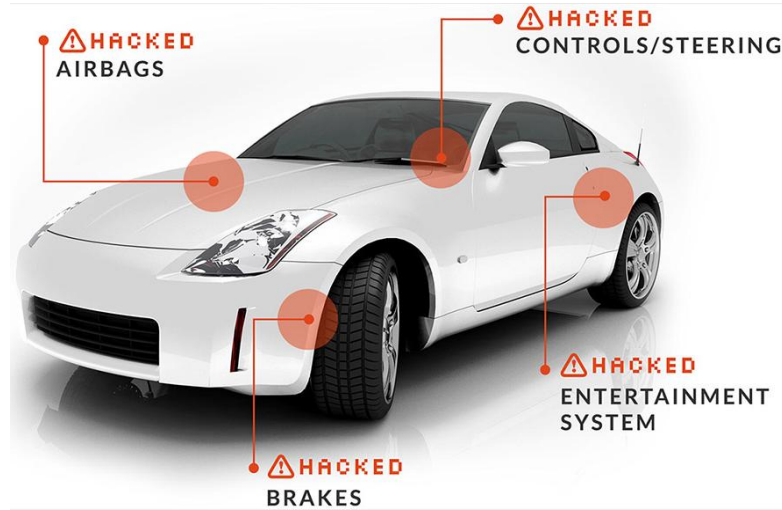 HACKED
AIRBAGS
HACKED
CONTROLS/STEERING
HACKED
ENTERTAINMENT
SYSTEM
HACKED
BRAKES